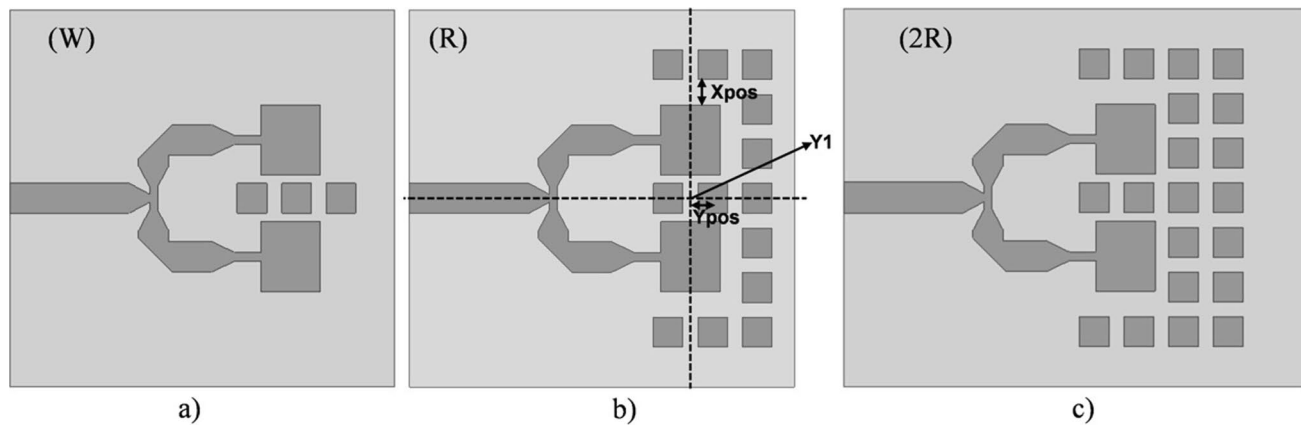 (W)
(R)
(2R)
Xpos
Y1
Ypos
a)
b)
c)